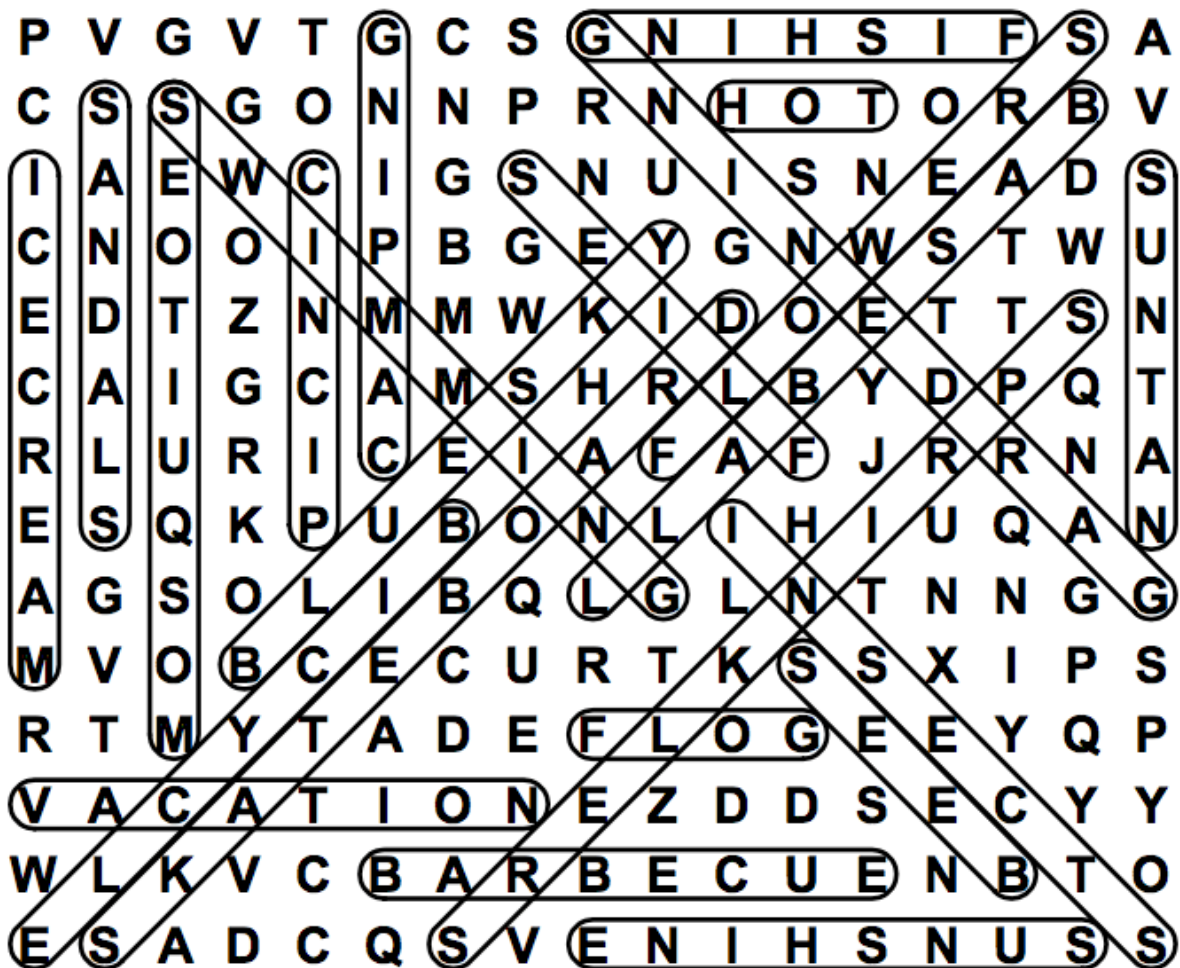 P V G V T G C S G N I H S I F S A
C S S G O N N P R N H O T O R B V
I A E W C I G S N U I S N E A D S
C N O O I P B G E Y G N W S T W U
E D T Z N M M W K I D O E T T S N
C A I G C A M S H R L B Y D P Q T
R L U R I C E I A F A F J R R N A
E S Q K P U B O N L I H I U Q A N
A G S O L I B Q L G L N T N N G G
M V O B C E C U R T K S S X I P S
R T M Y T A D E F L O G E E Y Q P
V A C A T I O N E Z D D S E C Y Y
W L K V C B A R B E C U E N B T O
E S A D C Q S V E N I H S N U S S